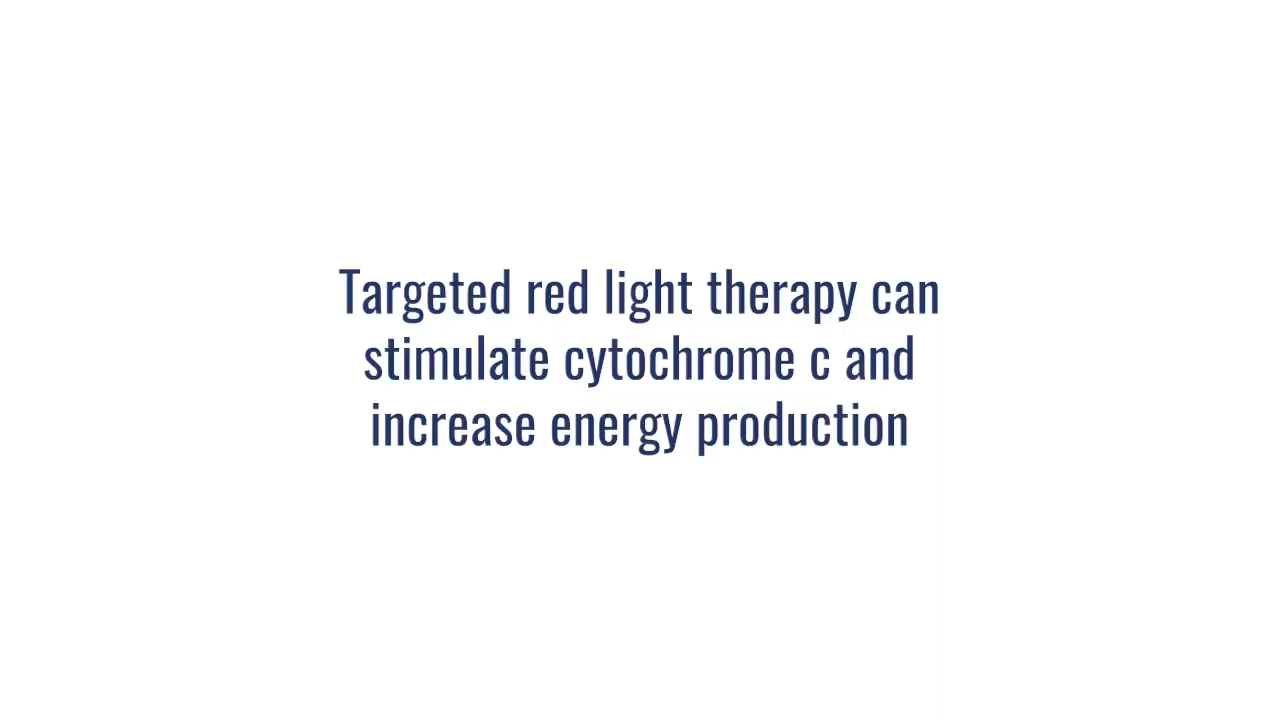 Targeted red light therapy can
stimulate cytochrome c and
increase energy production